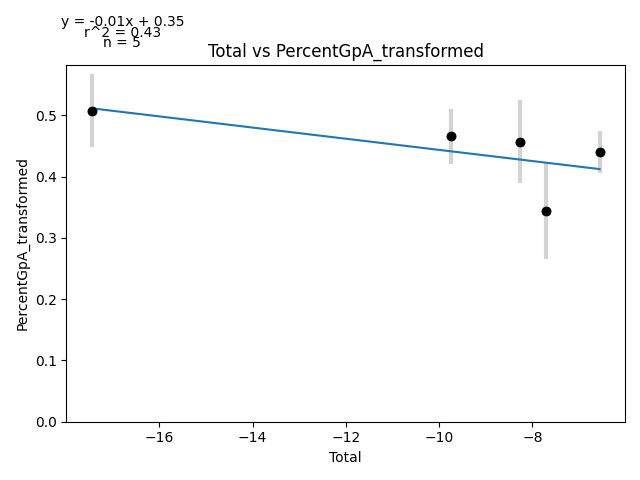 y = -0.01x + 0.35
r^2 = 0.43
n = 5
Total vs PercentGpA_transformed
PercentGpA_transformed
0.5
0.4
0.3
0.2
0.1
0.0
−16
−14
−12
−10
−8
Total